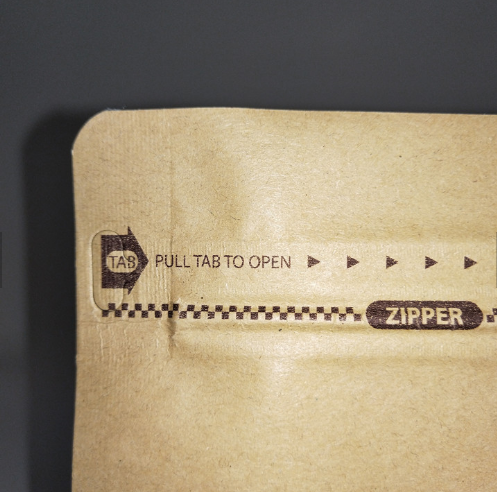 TAB PULL TAB TO OPEN
ZIPPER